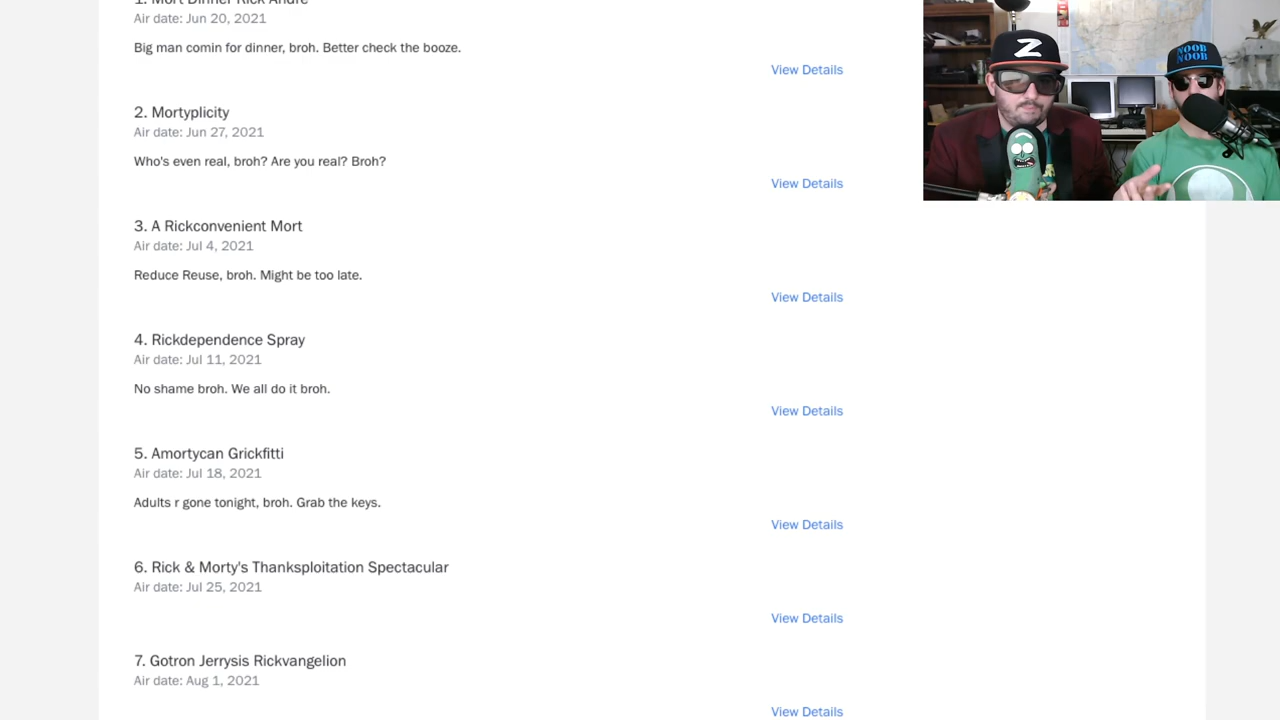 1. Mort Dinner Rick Andre
Air date: Jun 20, 2021
Big man comin for dinner, broh. Better check the booze.
View Details
2. Mortyplicity
Air date: Jun 27, 2021
Who's even real, broh? Are you real? Broh?
View Details
3. A Rickconvenient Mort
Air date: Jul 4, 2021
Reduce Reuse, broh. Might be too late.
View Details
4. Rickdependence Spray
Air date: Jul 11, 2021
No shame broh. We all do it broh.
View Details
5. Amortycan Grickfitti
Air date: Jul 18, 2021
Adults r gone tonight, broh. Grab the keys.
View Details
6. Rick & Morty's Thanksploitation Spectacular
Air date: Jul 25, 2021
View Details
7. Gotron Jerrysis Rickvangelion
Air date: Aug 1, 2021
View Details
Z
NOOB
NOOB